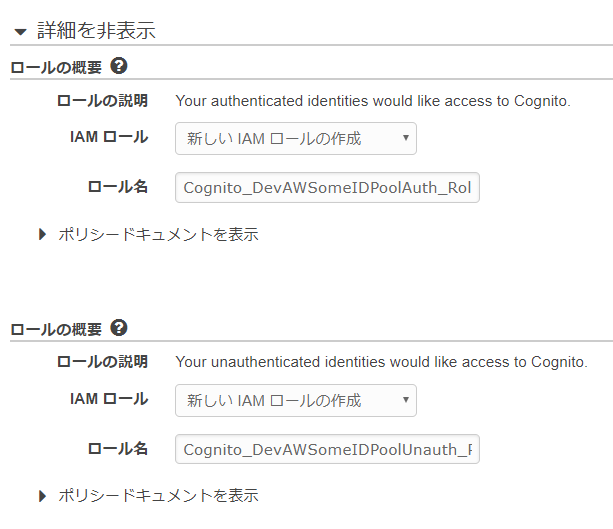 詳細を非表示
ロールの概要 ?
ロールの説明 Your authenticated identities would like access to Cognito.
IAM ロール 新しい IAM ロールの作成
ロール名 Cognito_DevAWSomeIDPoolAuth_Rol
ポリシードキュメントを表示
ロールの概要 ?
ロールの説明 Your unauthenticated identities would like access to Cognito.
IAM ロール 新しい IAM ロールの作成
ロール名 Cognito_DevAWSomeIDPoolUnauth_
ポリシードキュメントを表示